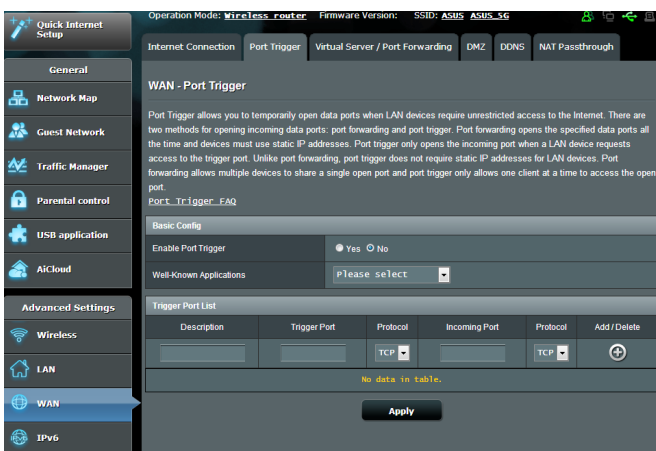 Quick Internet
Setup
Operation Mode: Wireless router Firmware Version: SSID: ASUS ASUS_5G
Internet Connection Port Trigger Virtual Server / Port Forwarding DMZ DDNS NAT Passthrough
General
Network Map
Guest Network
Traffic Manager
Parental control
USB application
AiCloud
Advanced Settings
Wireless
LAN
WAN
IPv6
WAN - Port Trigger
Port Trigger allows you to temporarily open data ports when LAN devices require unrestricted access to the Internet. There are
two methods for opening incoming data ports: port forwarding and port trigger. Port forwarding opens the specified data ports all
the time and devices must use static IP addresses. Port trigger only opens the incoming port when a LAN device requests
access to the trigger port. Unlike port forwarding, port trigger does not require static IP addresses for LAN devices. Port
forwarding allows multiple devices to share a single open port and port trigger only allows one client at a time to access the open
port.
Port Trigger FAQ
Basic Config
Enable Port Trigger Yes No
Well-Known Applications Please select
Trigger Port List
Description Trigger Port Protocol Incoming Port Protocol Add / Delete
TCP TCP
No data in table.
Apply